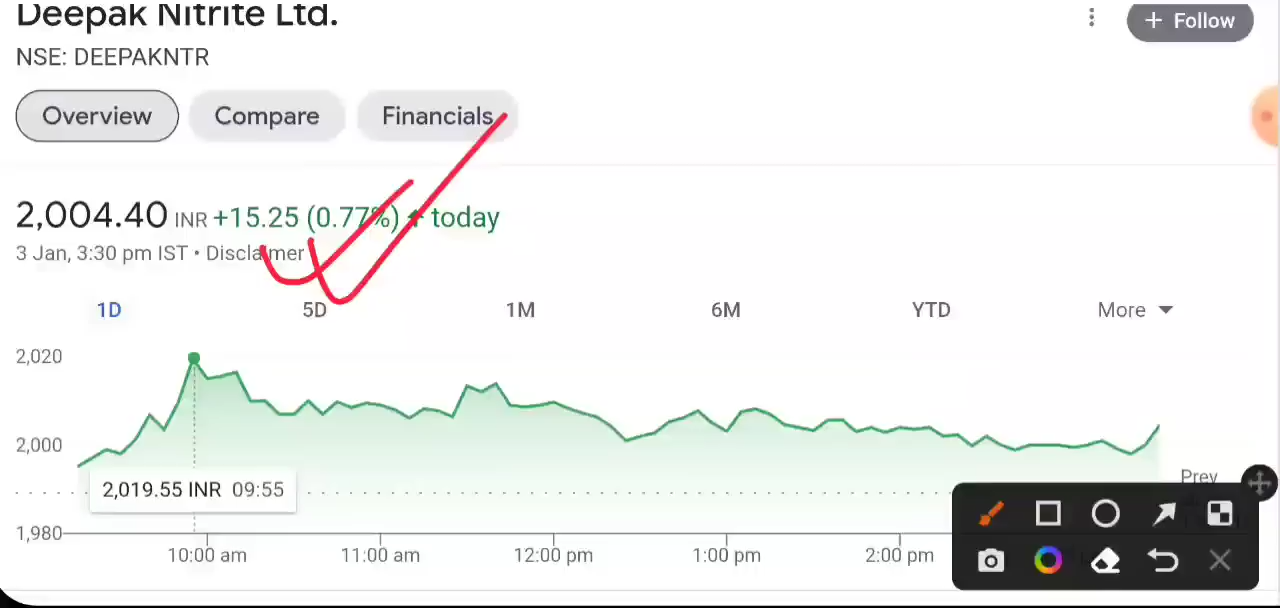 Deepak Nitrite Ltd.
+ Follow
NSE: DEEPAKNTR
Overview Compare Financials
2,004.40 INR +15.25 (0.77%) ↑ today
3 Jan, 3:30 pm IST • Disclaimer
1D 5D 1M 6M YTD More
2,020
2,000
2,019.55 INR 09:55
Prev
1,980
10:00 am 11:00 am 12:00 pm 1:00 pm 2:00 pm